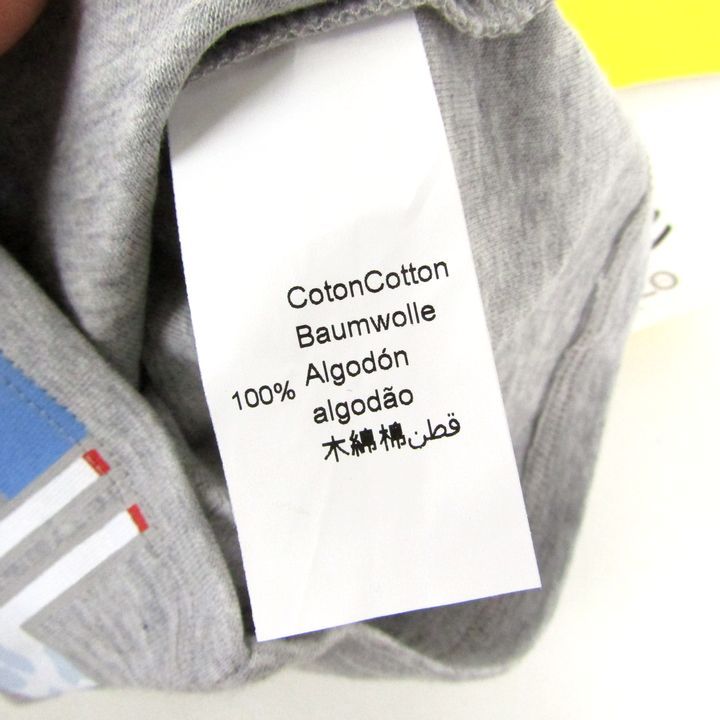 CotonCotton
Baumwolle
100% Algodón
algodão
木綿棉قطن